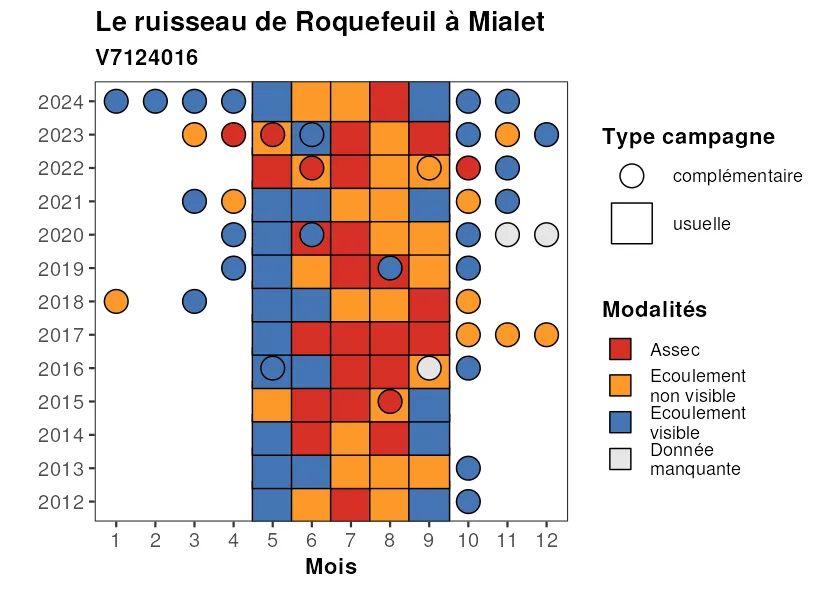 Le ruisseau de Roquefeuil à Mialet
V7124016
2024
2023
2022
2021
2020
2019
2018
2017
2016
2015
2014
2013
2012
1 2 3 4 5 6 7 8 9 10 11 12
Mois
Type campagne
complémentaire
usuelle
Modalités
Assec
Ecoulement
non visible
Ecoulement
visible
Donnée
manquante